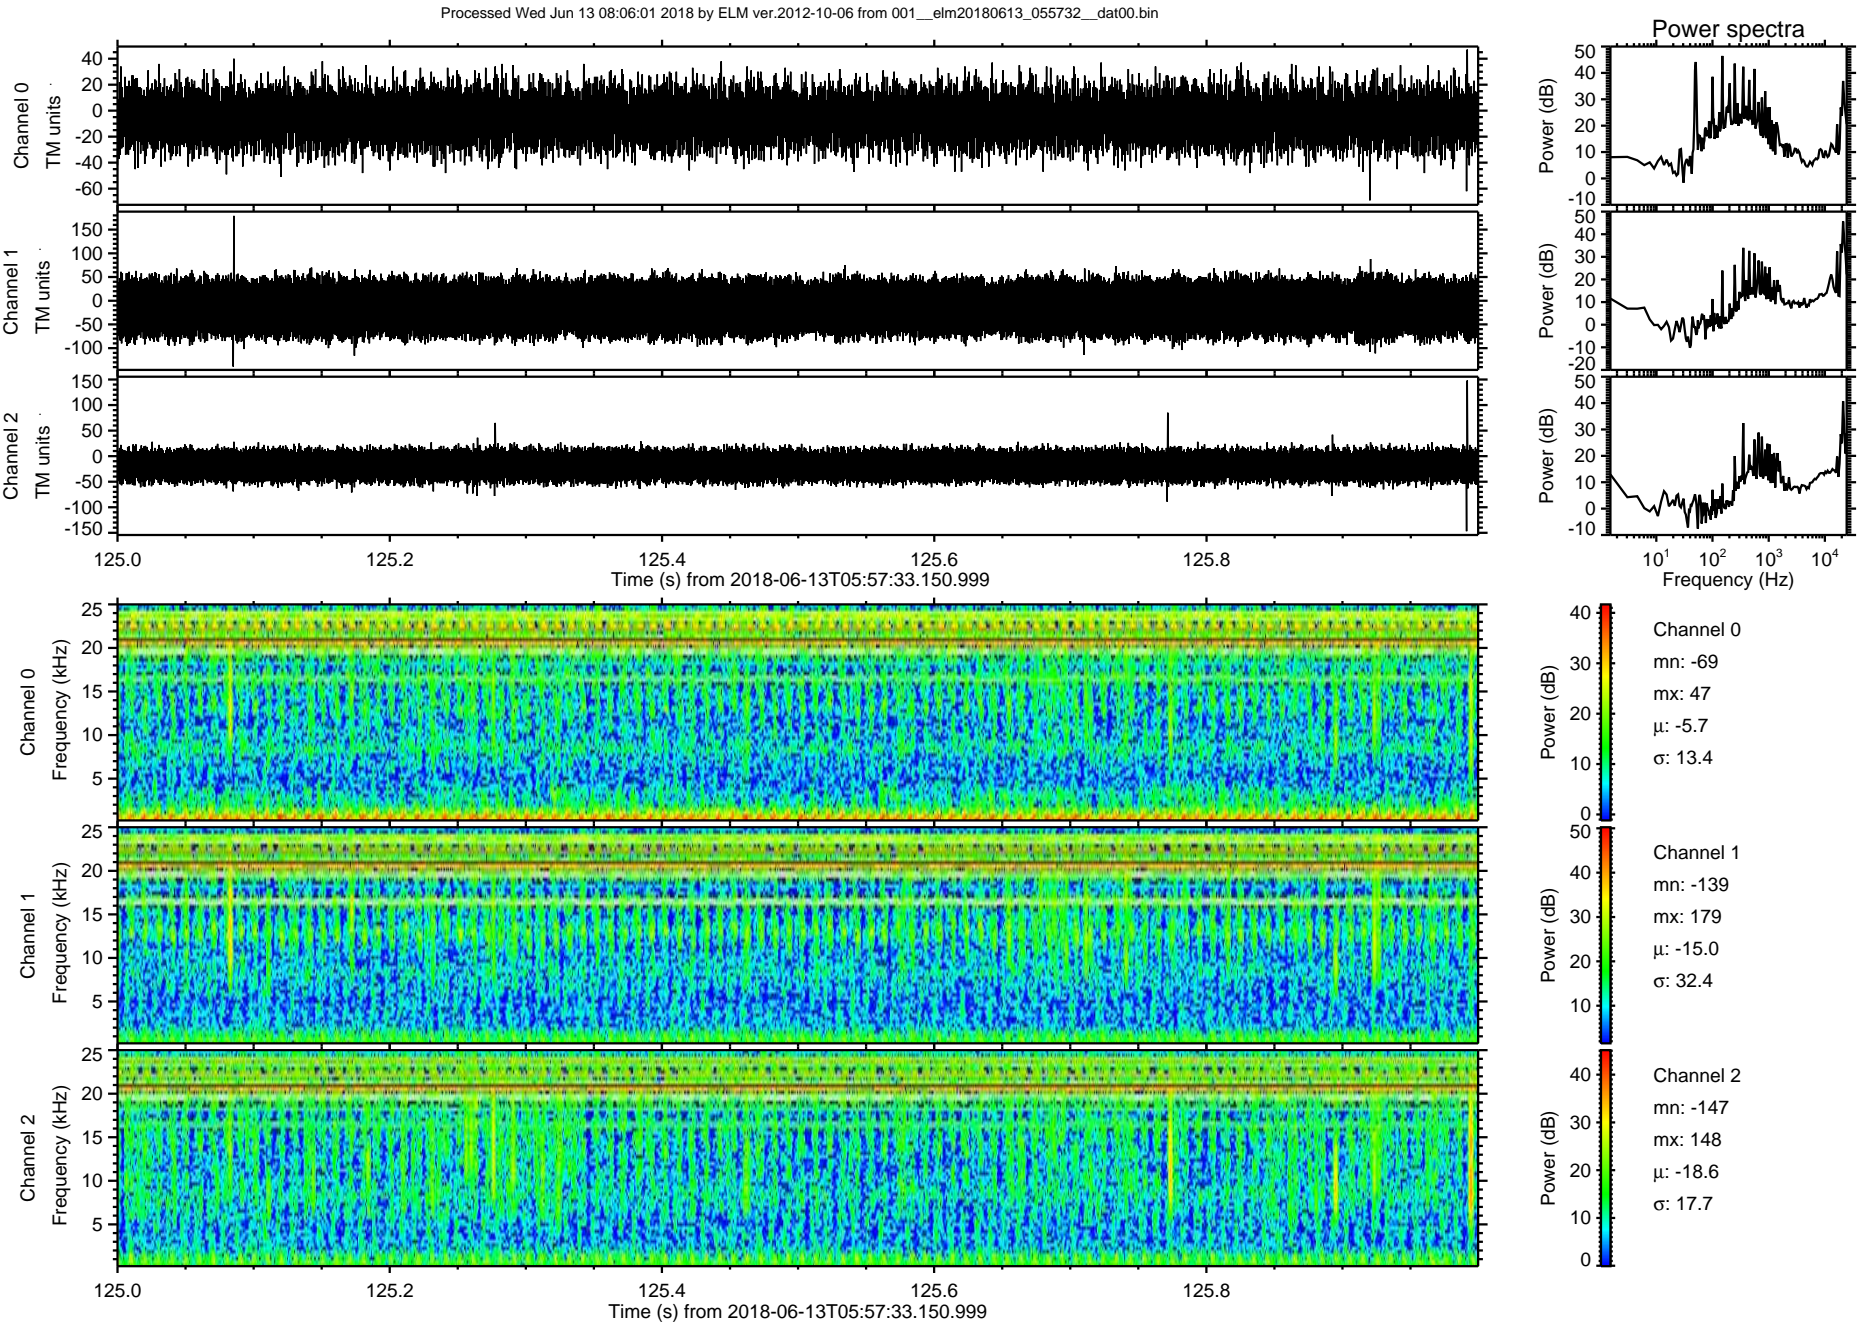 Processed Wed Jun 13 08:06:01 2018 by ELM ver.2012-10-06 from 001__elm20180613_055732__dat00.bin
Power spectra
Channel 0
TM units
40
20
0
-20
-40
-60
Power (dB)
50
40
30
20
10
0
-10
Channel 1
TM units
150
100
50
0
-50
-100
Power (dB)
50
40
30
20
10
0
-10
-20
Channel 2
TM units
150
100
50
0
-50
-100
-150
Power (dB)
50
40
30
20
10
0
-10
125.0 125.2 125.4 125.6 125.8
Time (s) from 2018-06-13T05:57:33.150.999
10¹ 10² 10³ 10⁴
Frequency (Hz)
Channel 0
Frequency (kHz)
25
20
15
10
5
Power (dB)
40
30
20
10
0
Channel 0
mn: -69
mx: 47
µ: -5.7
σ: 13.4
Channel 1
Frequency (kHz)
25
20
15
10
5
Power (dB)
50
40
30
20
10
Channel 1
mn: -139
mx: 179
µ: -15.0
σ: 32.4
Channel 2
Frequency (kHz)
25
20
15
10
5
Power (dB)
40
30
20
10
0
Channel 2
mn: -147
mx: 148
µ: -18.6
σ: 17.7
125.0 125.2 125.4 125.6 125.8
Time (s) from 2018-06-13T05:57:33.150.999